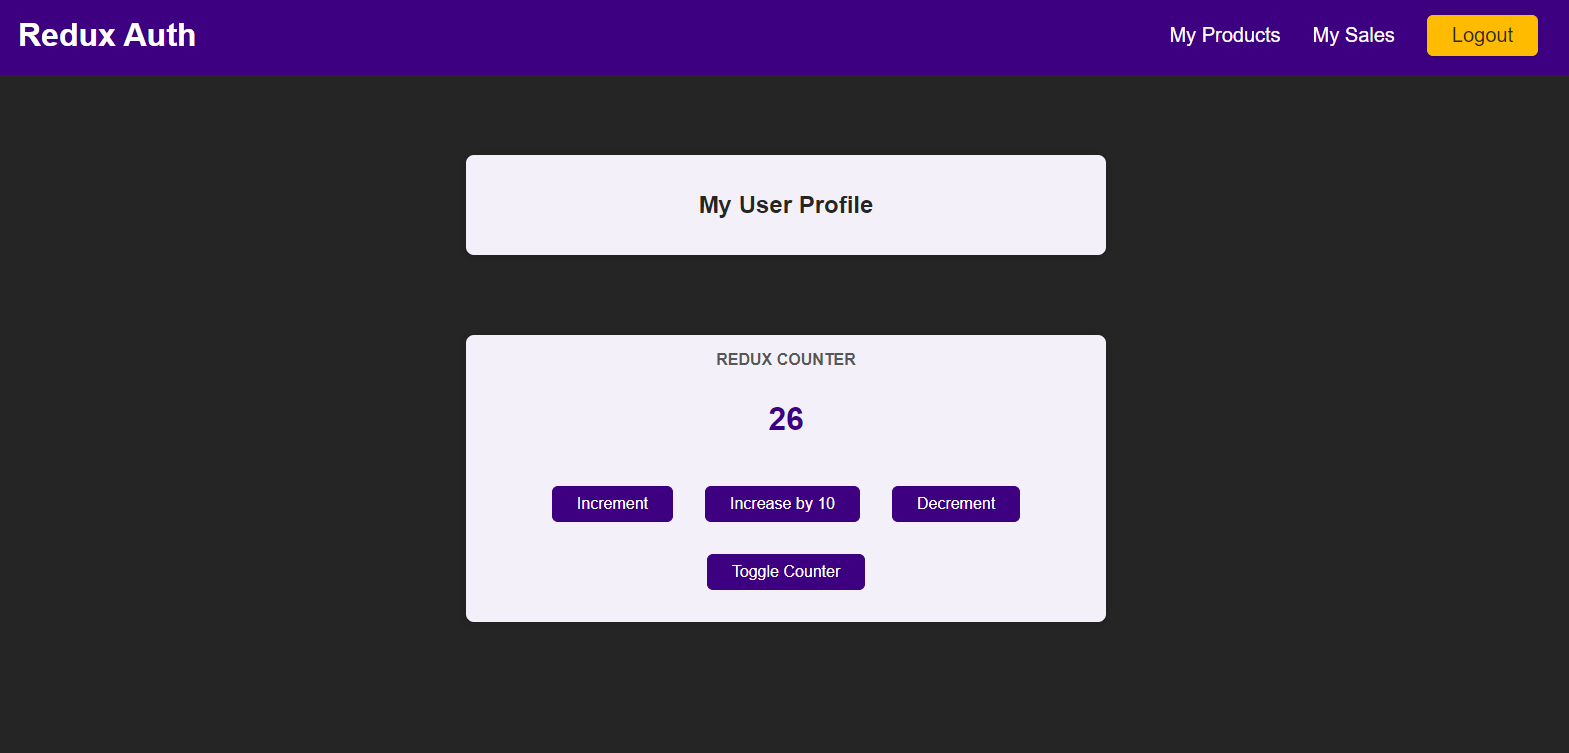 Redux Auth
My Products My Sales Logout
My User Profile
REDUX COUNTER
26
Increment Increase by 10 Decrement
Toggle Counter